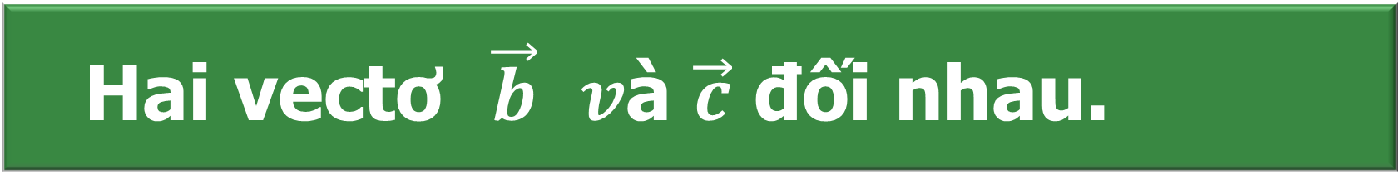 Hai vectơ $\vec{b}$ và $\vec{c}$ đối nhau.